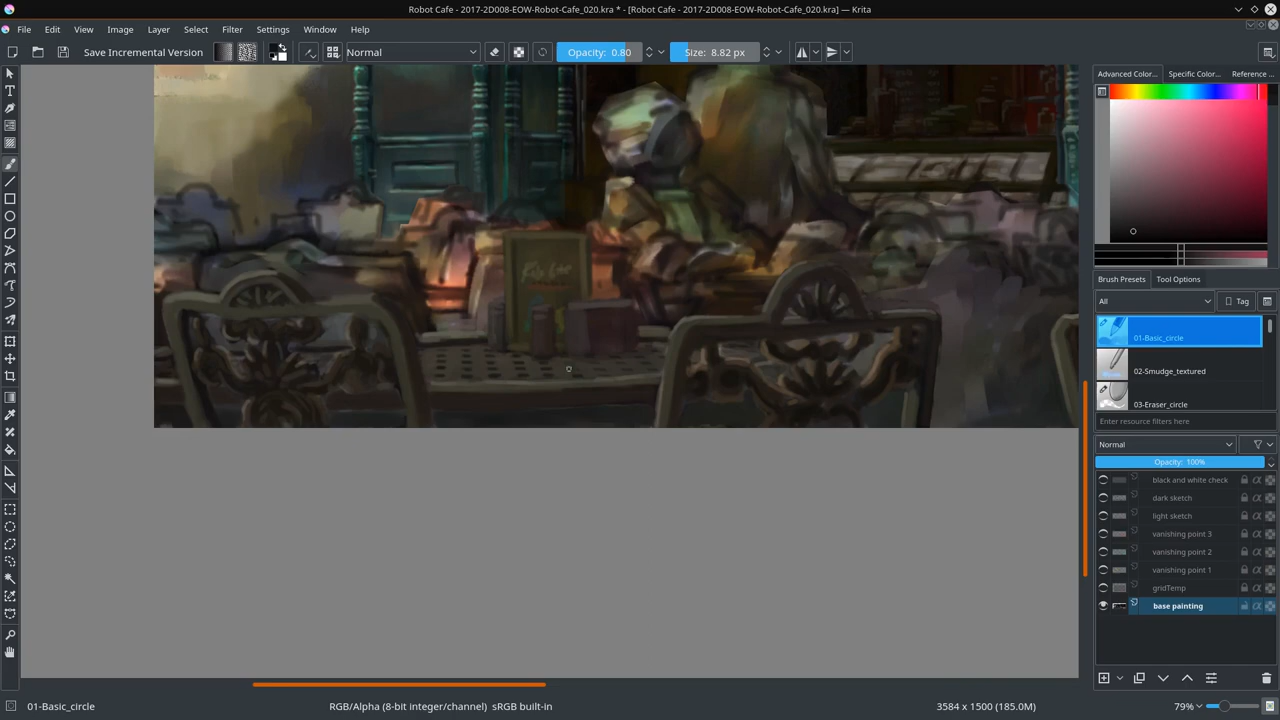 Robot Cafe - 2017-2D008-EOW-Robot-Cafe_020.kra * - [Robot Cafe - 2017-2D008-EOW-Robot-Cafe_020.kra] — Krita
File Edit View Image Layer Select Filter Settings Window Help
Save Incremental Version Normal Opacity: 0.80 Size: 8.82 px
Advanced Color... Specific Color... Reference ...
Brush Presets Tool Options
All Tag
01-Basic_circle
02-Smudge_textured
03-Eraser_circle
Enter resource filters here
Normal
Opacity: 100%
black and white check
dark sketch
light sketch
vanishing point 3
vanishing point 2
vanishing point 1
gridTemp
base painting
01-Basic_circle RGB/Alpha (8-bit integer/channel) sRGB built-in 3584 x 1500 (185.0M) 79%